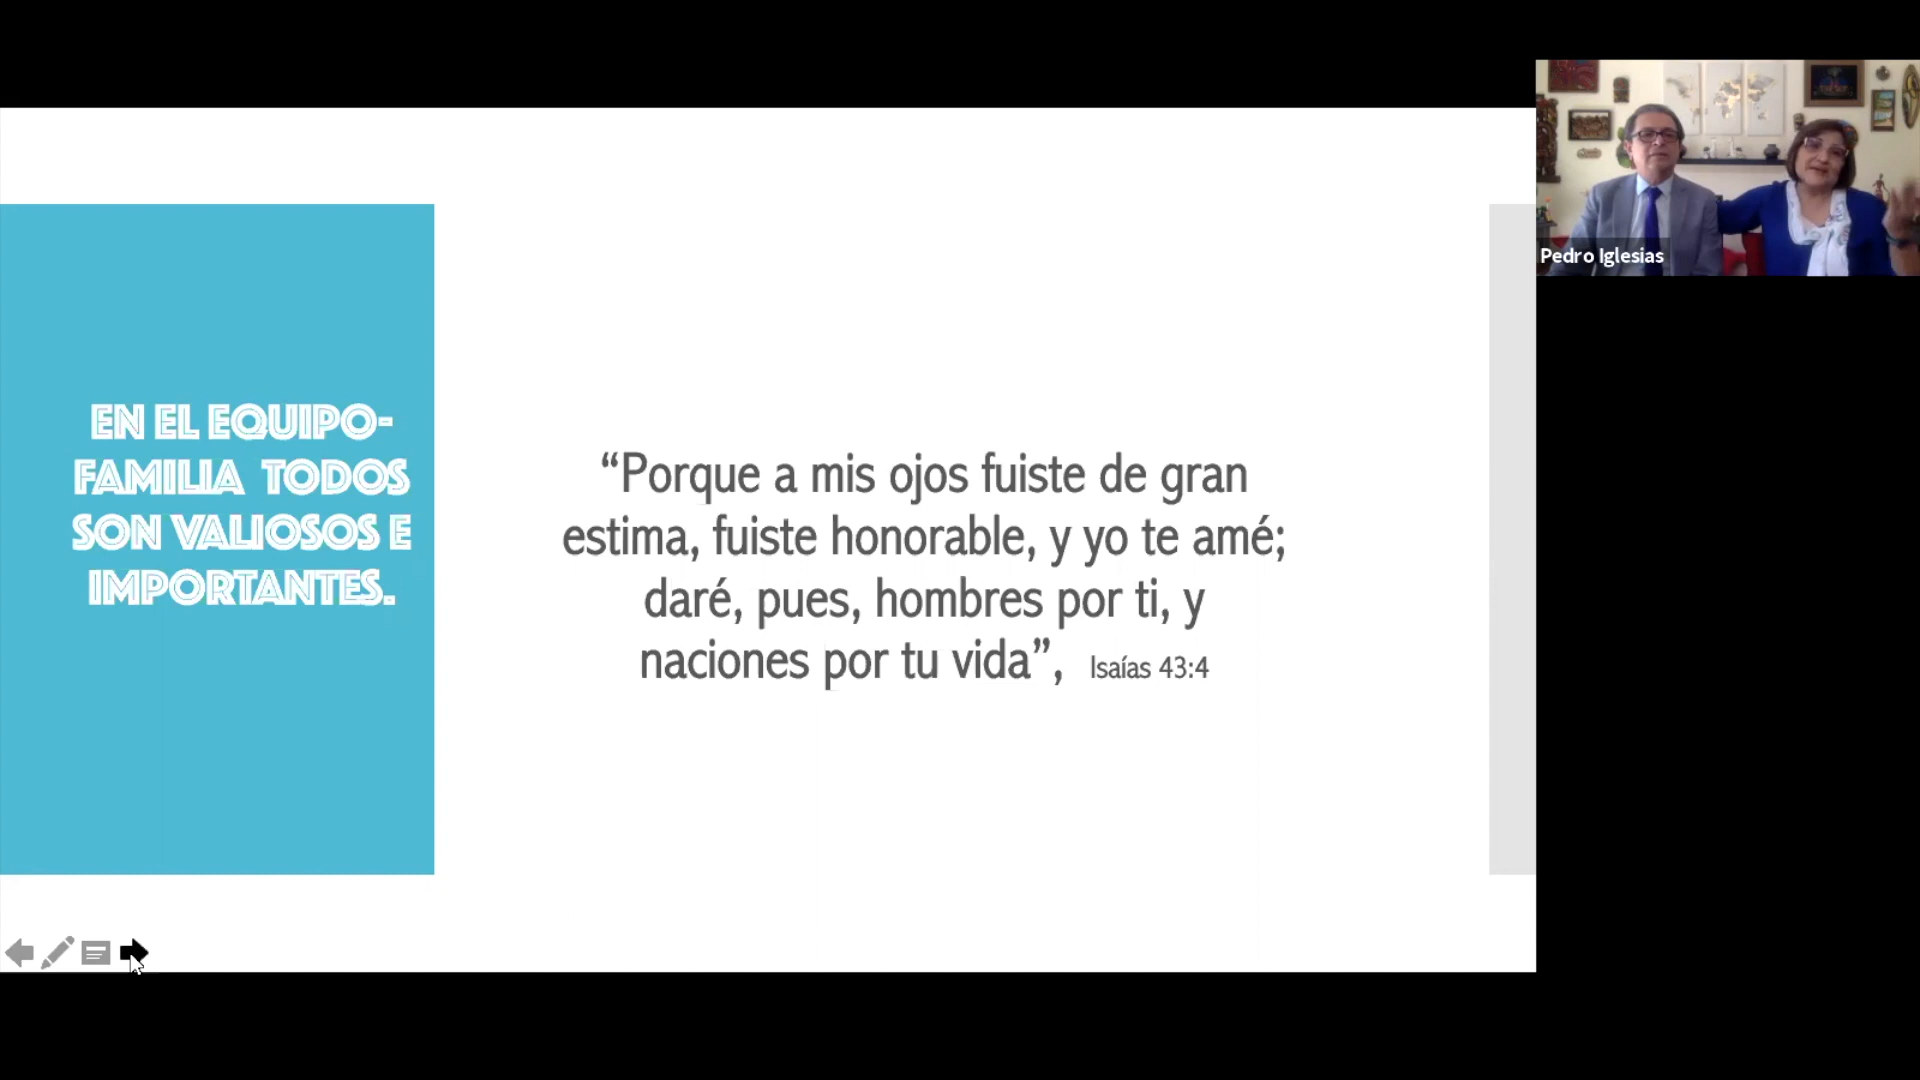 EN EL EQUIPO-
FAMILIA TODOS
SON VALIOSOS E
IMPORTANTES.
“Porque a mis ojos fuiste de gran
estima, fuiste honorable, y yo te amé;
daré, pues, hombres por ti, y
naciones por tu vida”, Isaías 43:4
Pedro Iglesias